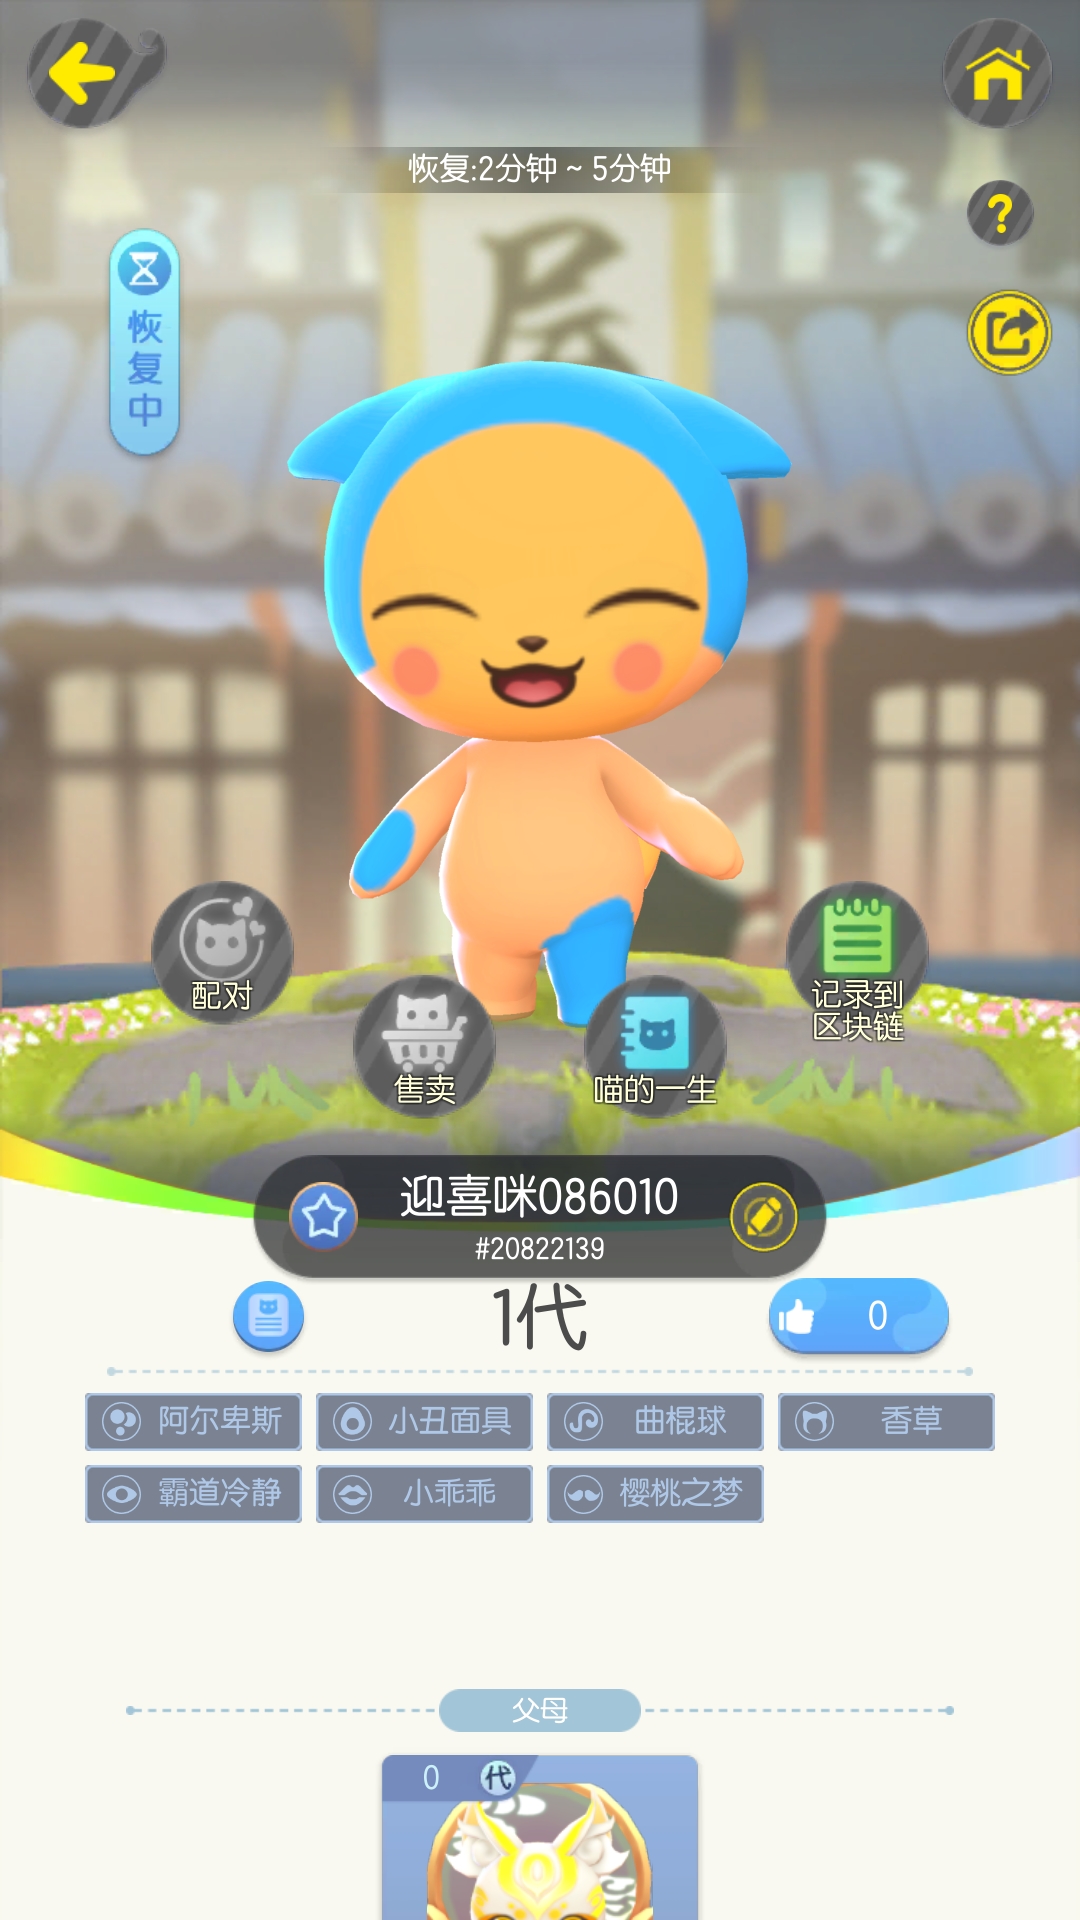 恢复:2分钟 ~ 5分钟
恢复中
配对
售卖
喵的一生
记录到
区块链
迎喜咪086010
#20822139
1代
0
阿尔卑斯
小丑面具
曲棍球
香草
霸道冷静
小乖乖
樱桃之梦
父母
0 代